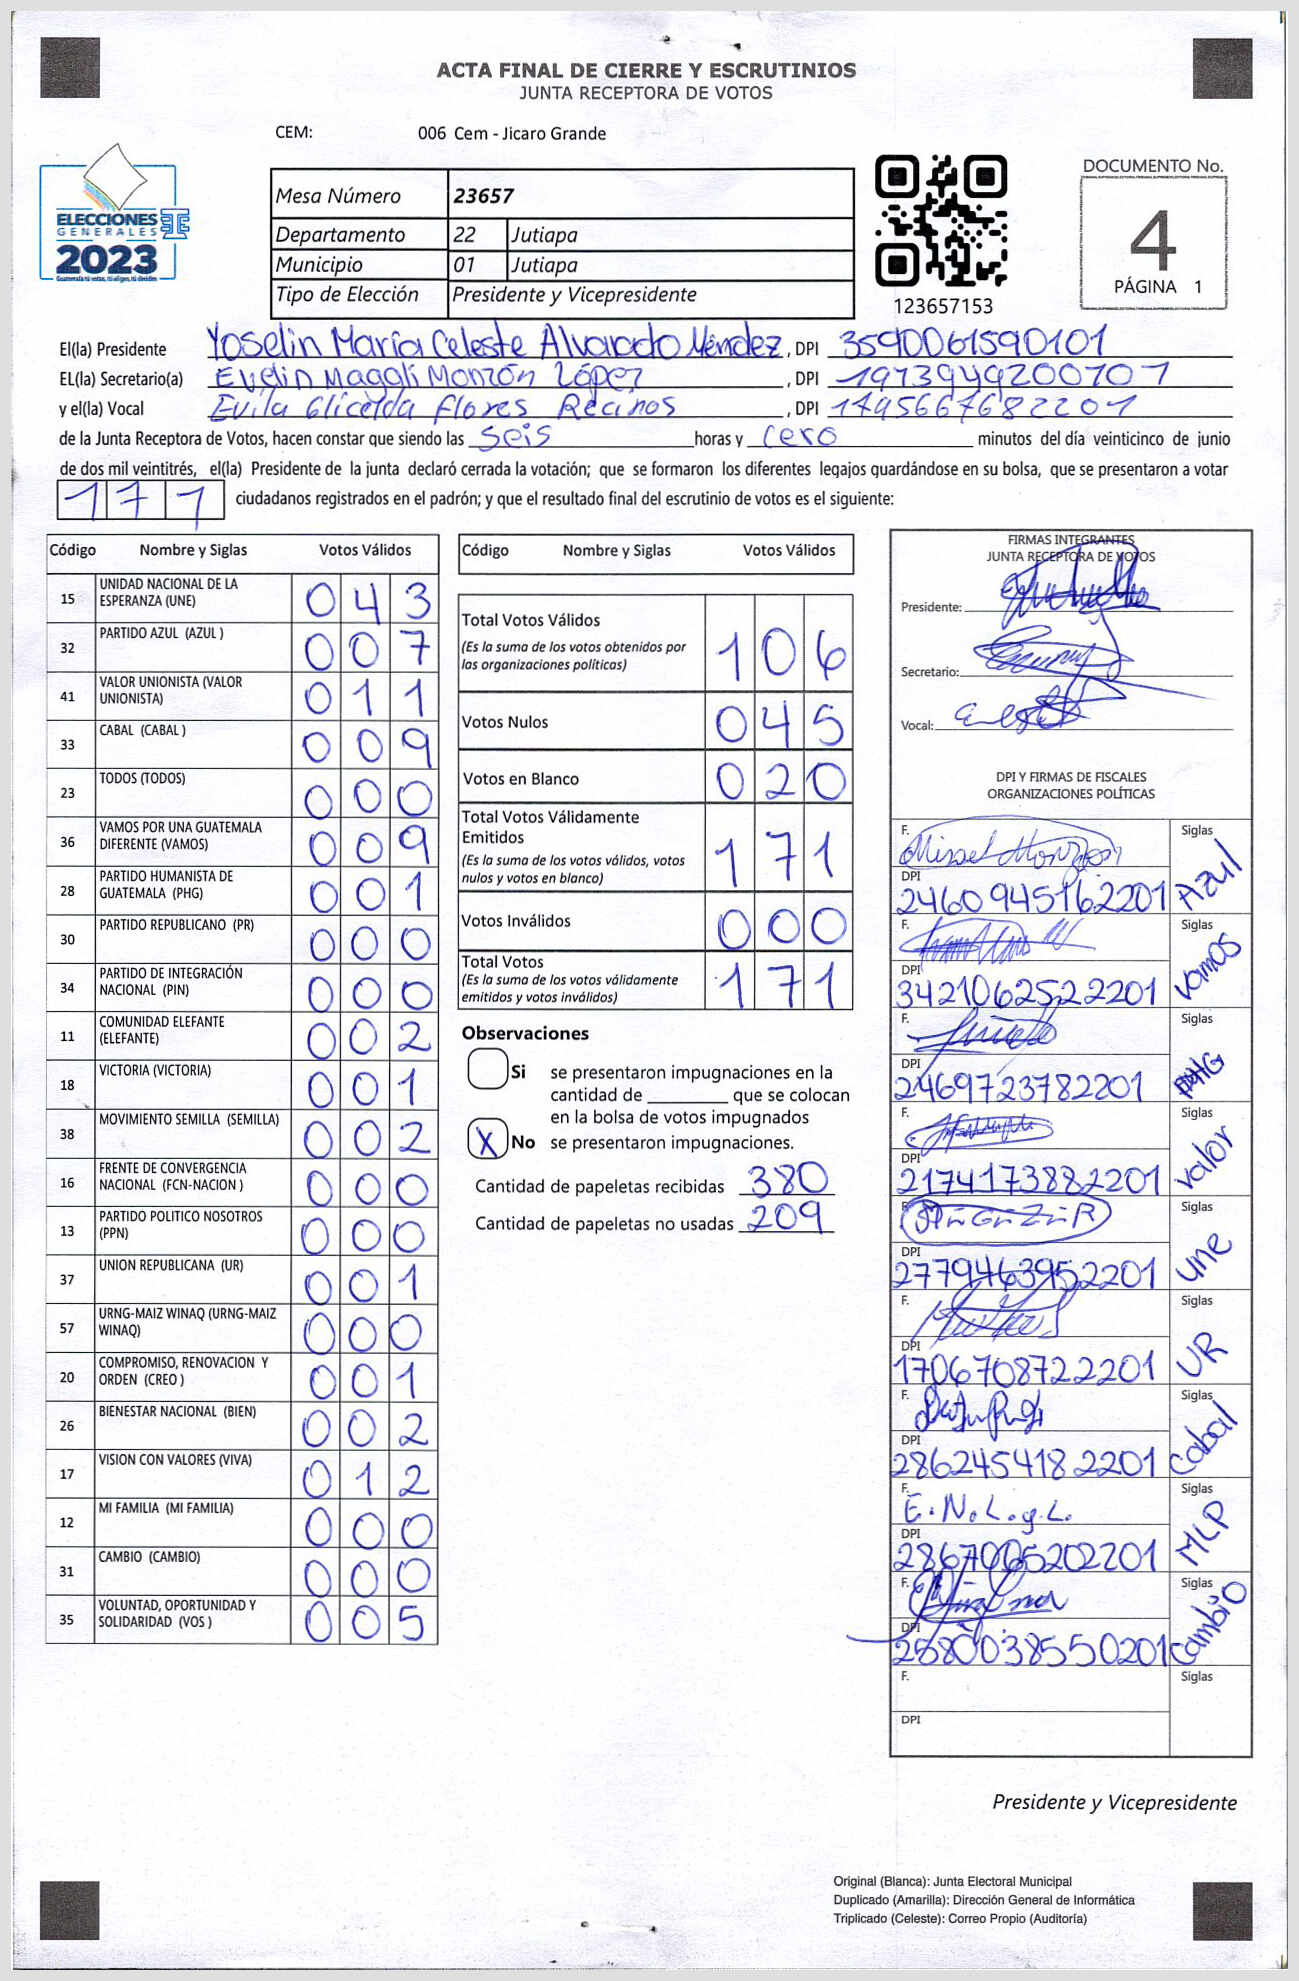 ACTA FINAL DE CIERRE Y ESCRUTINIOS
JUNTA RECEPTORA DE VOTOS
CEM: 006 Cem - Jicaro Grande
ELECCIONES
GENERALES
2023
Mesa Número 23657
Departamento 22 Jutiapa
Municipio 01 Jutiapa
Tipo de Elección Presidente y Vicepresidente
123657153
DOCUMENTO No.
4
PÁGINA 1
El(la) Presidente Yoselin María Celeste Alvarado Méndez, DPI 3590061590101
EL(la) Secretario(a) Evelin Magalí Monzón López, DPI 1973949200701
y el(la) Vocal Evila Elicelda Flores Recinos, DPI 1795667682201
de la Junta Receptora de Votos, hacen constar que siendo las seis horas y cero minutos del día veinticinco de junio
de dos mil veintitrés, el(la) Presidente de la junta declaró cerrada la votación; que se formaron los diferentes legajos guardándose en su bolsa, que se presentaron a votar
171 ciudadanos registrados en el padrón; y que el resultado final del escrutinio de votos es el siguiente:
Código Nombre y Siglas Votos Válidos
15 UNIDAD NACIONAL DE LA ESPERANZA (UNE) 043
32 PARTIDO AZUL (AZUL ) 007
41 VALOR UNIONISTA (VALOR UNIONISTA) 011
33 CABAL (CABAL ) 009
23 TODOS (TODOS) 000
36 VAMOS POR UNA GUATEMALA DIFERENTE (VAMOS) 009
28 PARTIDO HUMANISTA DE GUATEMALA (PHG) 001
30 PARTIDO REPUBLICANO (PR) 000
34 PARTIDO DE INTEGRACIÓN NACIONAL (PIN) 000
11 COMUNIDAD ELEFANTE (ELEFANTE) 002
18 VICTORIA (VICTORIA) 001
38 MOVIMIENTO SEMILLA (SEMILLA) 002
16 FRENTE DE CONVERGENCIA NACIONAL (FCN-NACION ) 000
13 PARTIDO POLITICO NOSOTROS (PPN) 000
37 UNION REPUBLICANA (UR) 001
57 URNG-MAIZ WINAQ (URNG-MAIZ WINAQ) 000
20 COMPROMISO, RENOVACION Y ORDEN (CREO ) 001
26 BIENESTAR NACIONAL (BIEN) 002
17 VISION CON VALORES (VIVA) 012
12 MI FAMILIA (MI FAMILIA) 000
31 CAMBIO (CAMBIO) 000
35 VOLUNTAD, OPORTUNIDAD Y SOLIDARIDAD (VOS ) 005
Código Nombre y Siglas Votos Válidos
Total Votos Válidos 106
(Es la suma de los votos obtenidos por
las organizaciones políticas)
Votos Nulos 045
Votos en Blanco 020
Total Votos Válidamente
Emitidos 171
(Es la suma de los votos válidos, votos
nulos y votos en blanco)
Votos Inválidos 000
Total Votos 171
(Es la suma de los votos válidamente
emitidos y votos inválidos)
Observaciones
Si se presentaron impugnaciones en la
cantidad de ________ que se colocan
en la bolsa de votos impugnados
X No se presentaron impugnaciones.
Cantidad de papeletas recibidas 380
Cantidad de papeletas no usadas 209
FIRMAS INTEGRANTES
JUNTA RECEPTORA DE VOTOS
Presidente:
Secretario:
Vocal:
DPI Y FIRMAS DE FISCALES
ORGANIZACIONES POLÍTICAS
F. Siglas Azul
DPI 2460945162201
F. Siglas Vamos
DPI 3421062522201
F. Siglas PHG
DPI 2469723782201
F. Siglas Valor
DPI 2174173882201
F. Siglas Une
DPI 2779463952201
F. Siglas UR
DPI 1706708722201
F. Siglas Cabal
DPI 2862454182201
F. E.N.L.y.L. Siglas MLP
DPI 2867005202201
F. Siglas Cambio
DPI 2580038550201
F. Siglas
DPI
Presidente y Vicepresidente
Original (Blanca): Junta Electoral Municipal
Duplicado (Amarilla): Dirección General de Informática
Triplicado (Celeste): Correo Propio (Auditoría)